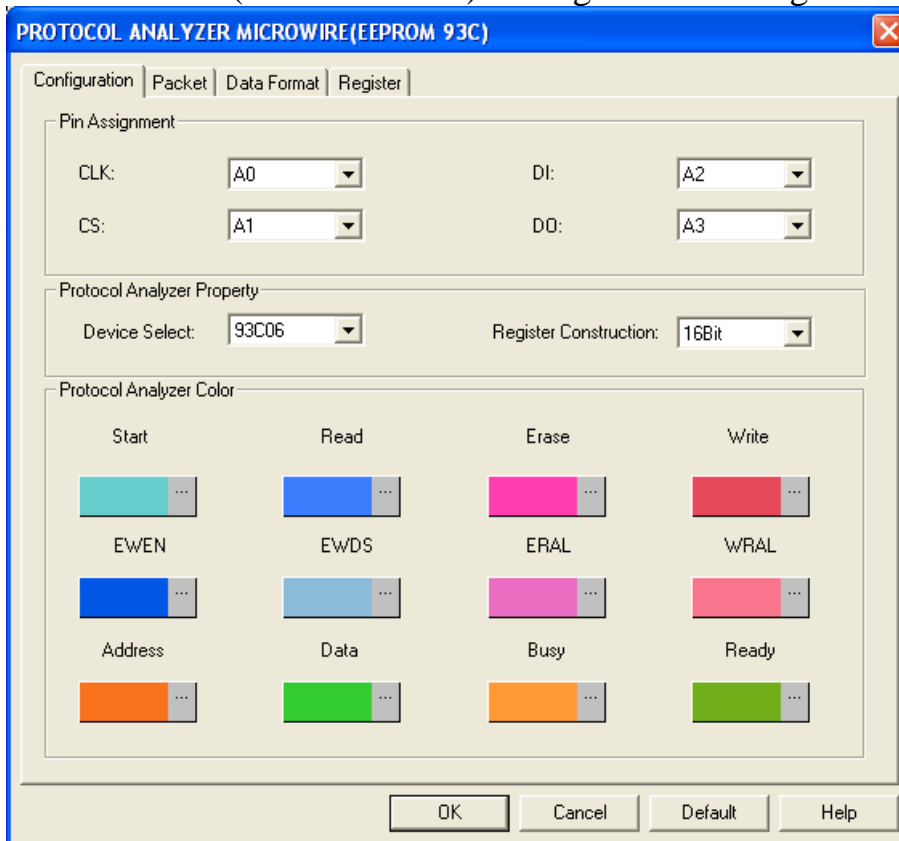 PROTOCOL ANALYZER MICROWIRE(EEPROM 93C)
Configuration Packet Data Format Register
Pin Assignment
CLK: A0 DI: A2
CS: A1 DO: A3
Protocol Analyzer Property
Device Select: 93C06 Register Construction: 16Bit
Protocol Analyzer Color
Start Read Erase Write
... ... ... ...
EWEN EWDS ERAL WRAL
... ... ... ...
Address Data Busy Ready
... ... ... ...
OK Cancel Default Help